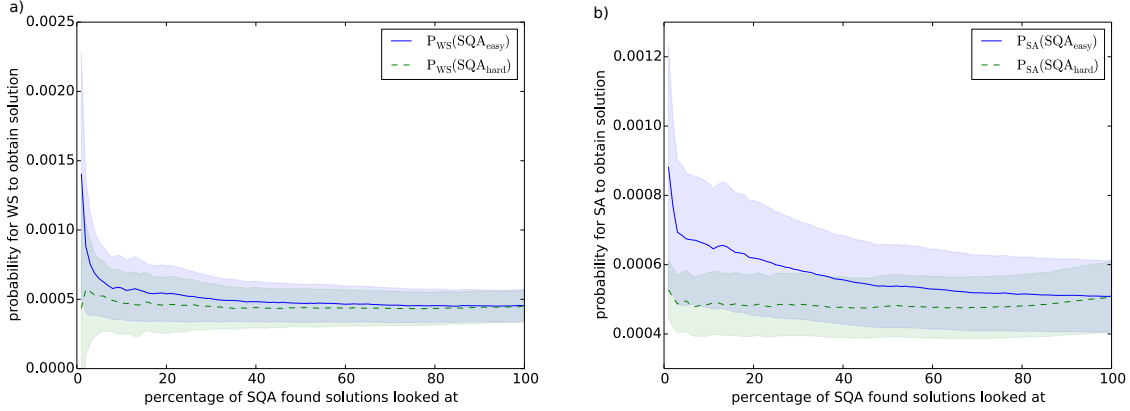 a)
probability for WS to obtain solution
0.0025
0.0020
0.0015
0.0010
0.0005
0.0000
P_WS(SQA_easy)
P_WS(SQA_hard)
0 20 40 60 80 100
percentage of SQA found solutions looked at
b)
probability for SA to obtain solution
0.0012
0.0010
0.0008
0.0006
0.0004
P_SA(SQA_easy)
P_SA(SQA_hard)
0 20 40 60 80 100
percentage of SQA found solutions looked at